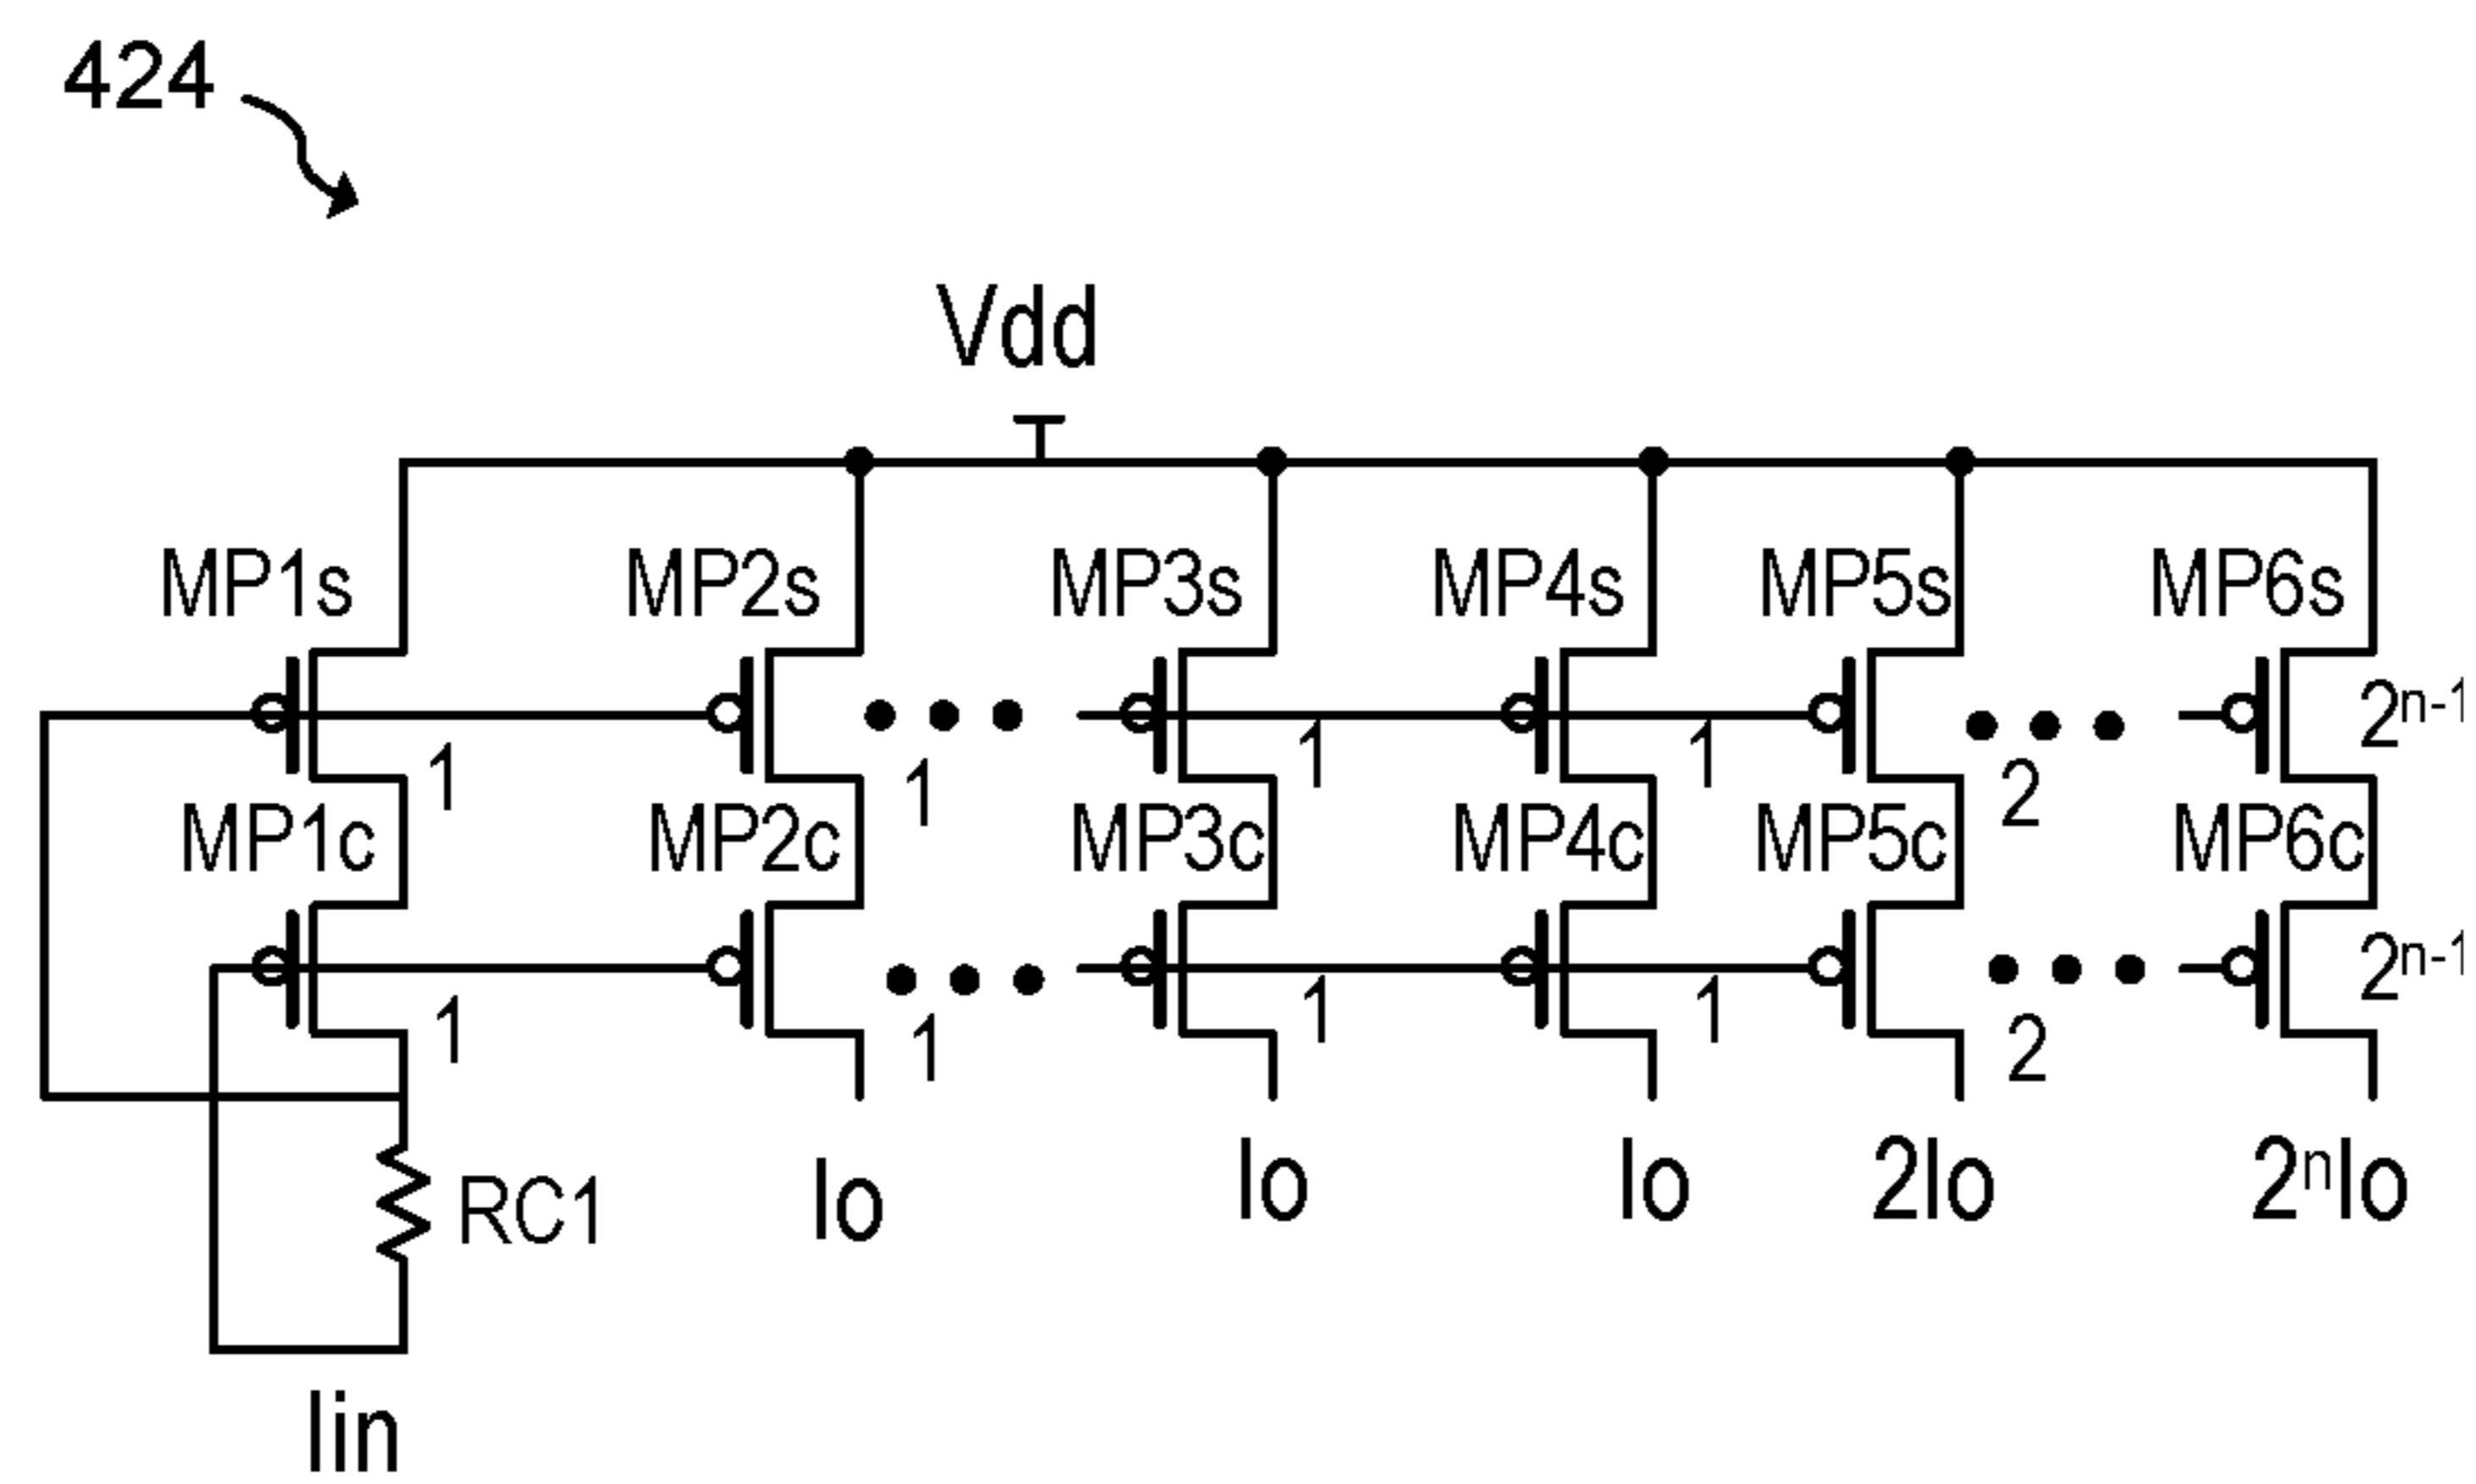 424
Vdd
MP1s MP2s MP3s MP4s MP5s MP6s
1 1 1 1 2 2ⁿ⁻¹
MP1c MP2c MP3c MP4c MP5c MP6c
1 1 1 1 2 2ⁿ⁻¹
RC1 Io Io Io 2Io 2ⁿIo
Iin